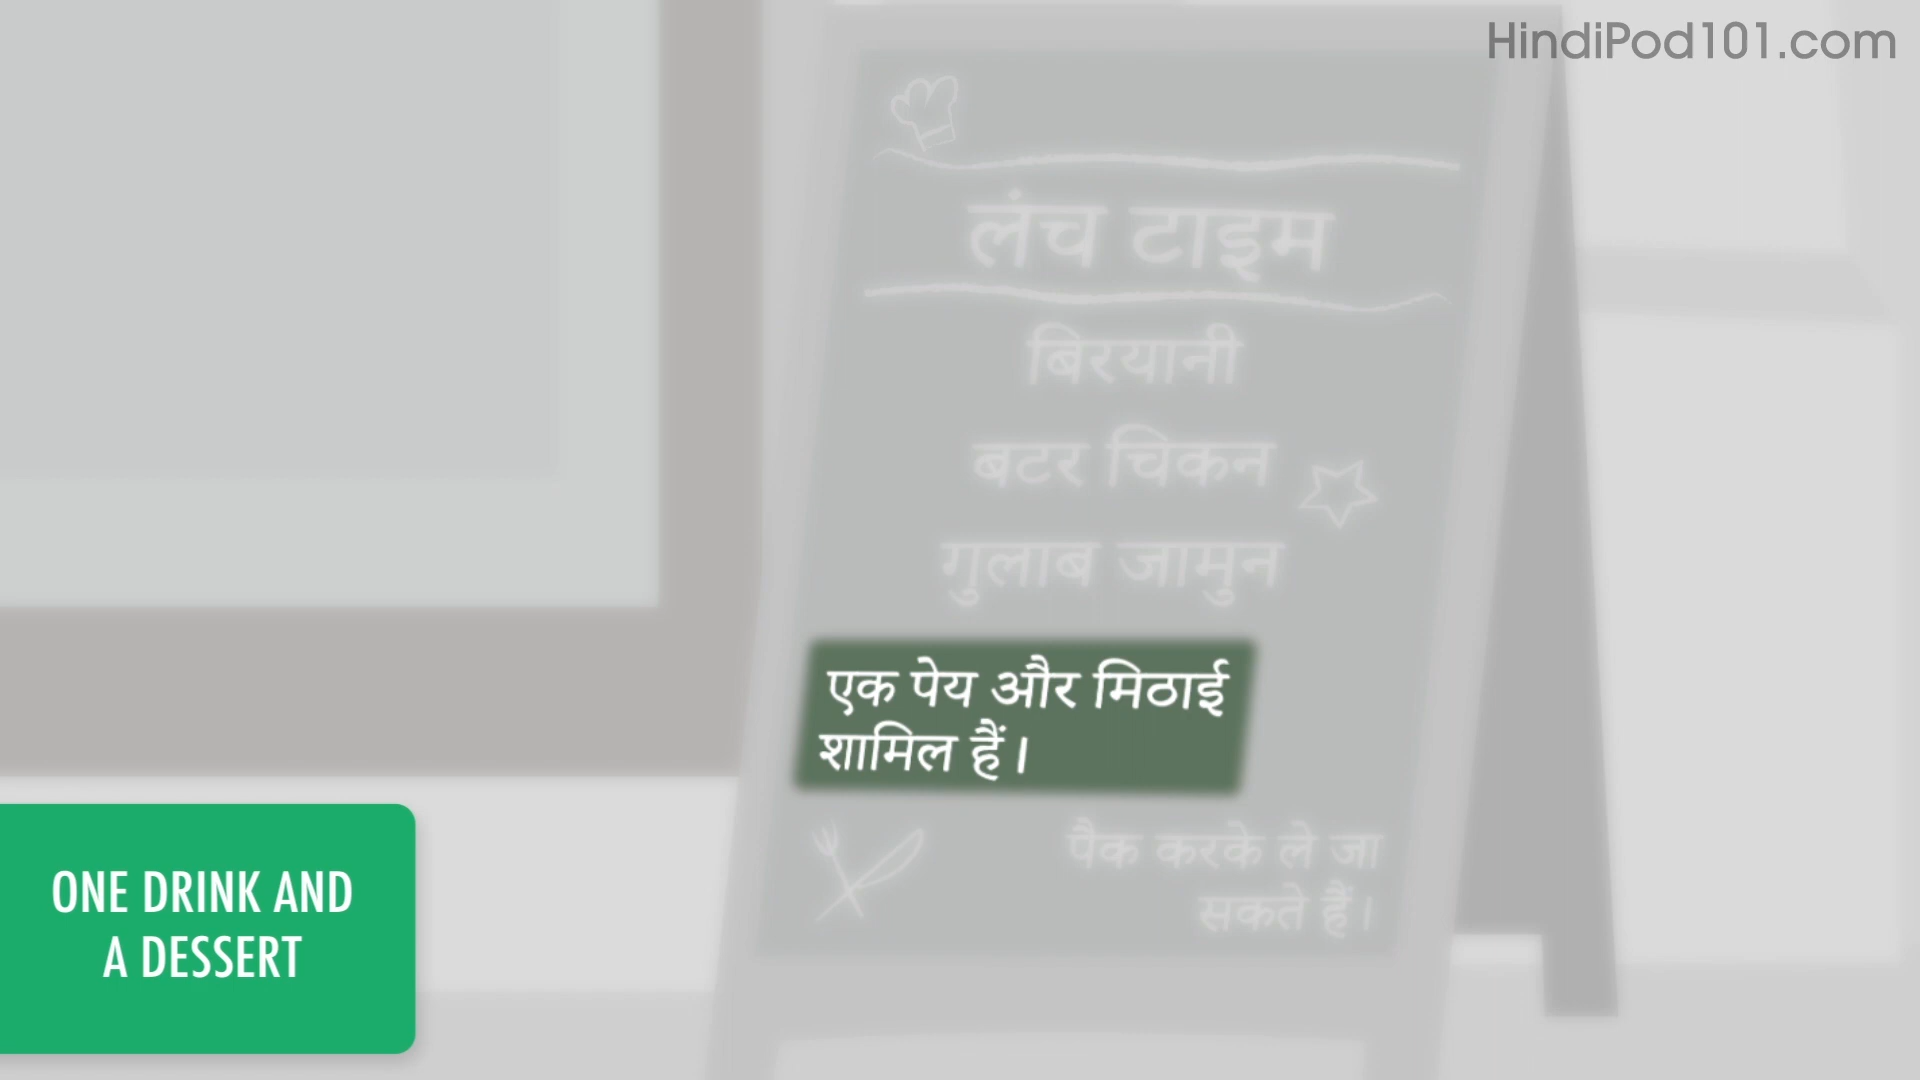 HindiPod101.com
लंच टाइम
बिरयानी
बटर चिकन
गुलाब जामुन
एक पेय और मिठाई
शामिल हैं।
पैक करके ले जा
सकते हैं।
ONE DRINK AND
A DESSERT